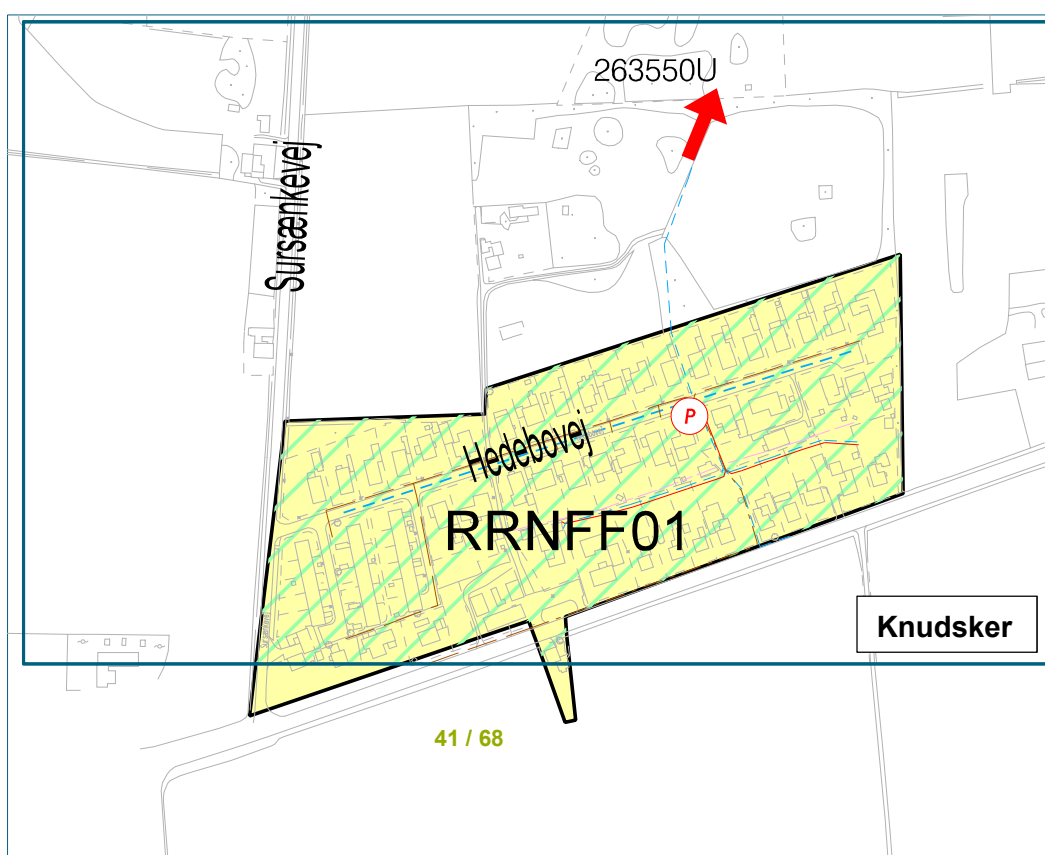 263550U
Sursænkevej
P
Hedebovej
RRNFF01
Knudsker
41 / 68